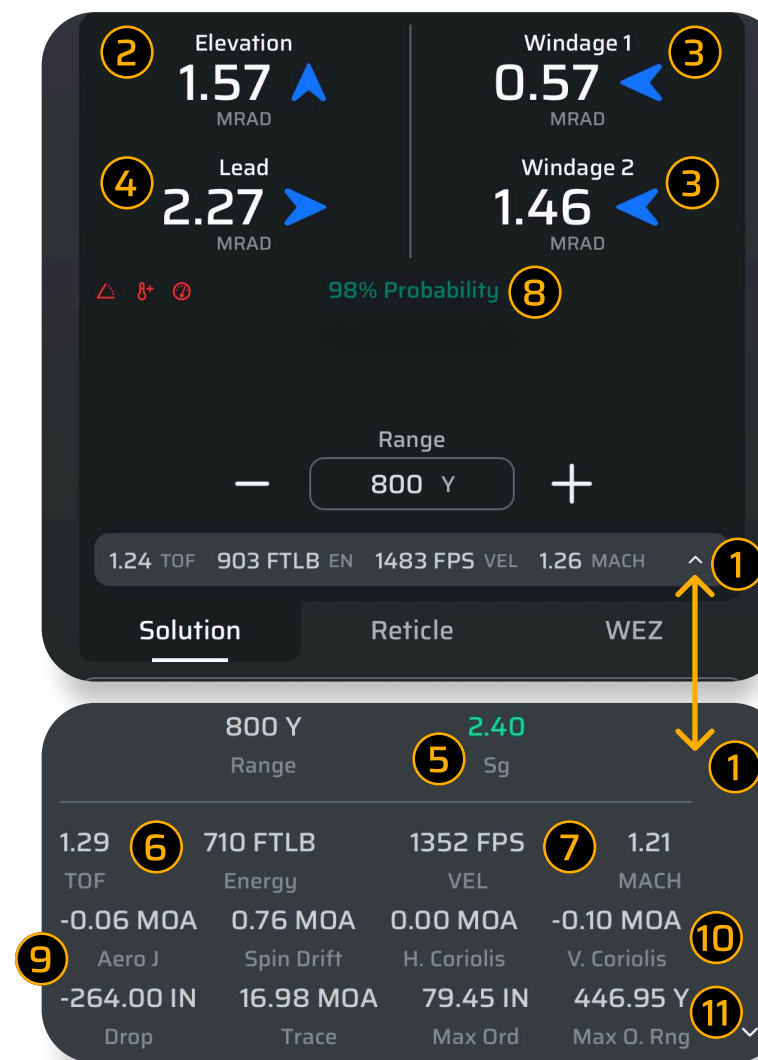 2 Elevation Windage 1 3
1.57 0.57
MRAD MRAD
4 Lead Windage 2 3
2.27 1.46
MRAD MRAD
98% Probability 8
Range
− 800 Y +
1.24 TOF 903 FTLB EN 1483 FPS VEL 1.26 MACH 1
Solution Reticle WEZ
800 Y 2.40
Range 5 Sg 1
1.29 6 710 FTLB 1352 FPS 7 1.21
TOF Energy VEL MACH
-0.06 MOA 0.76 MOA 0.00 MOA -0.10 MOA 10
9 Aero J Spin Drift H. Coriolis V. Coriolis
-264.00 IN 16.98 MOA 79.45 IN 446.95 Y 11
Drop Trace Max Ord Max O. Rng